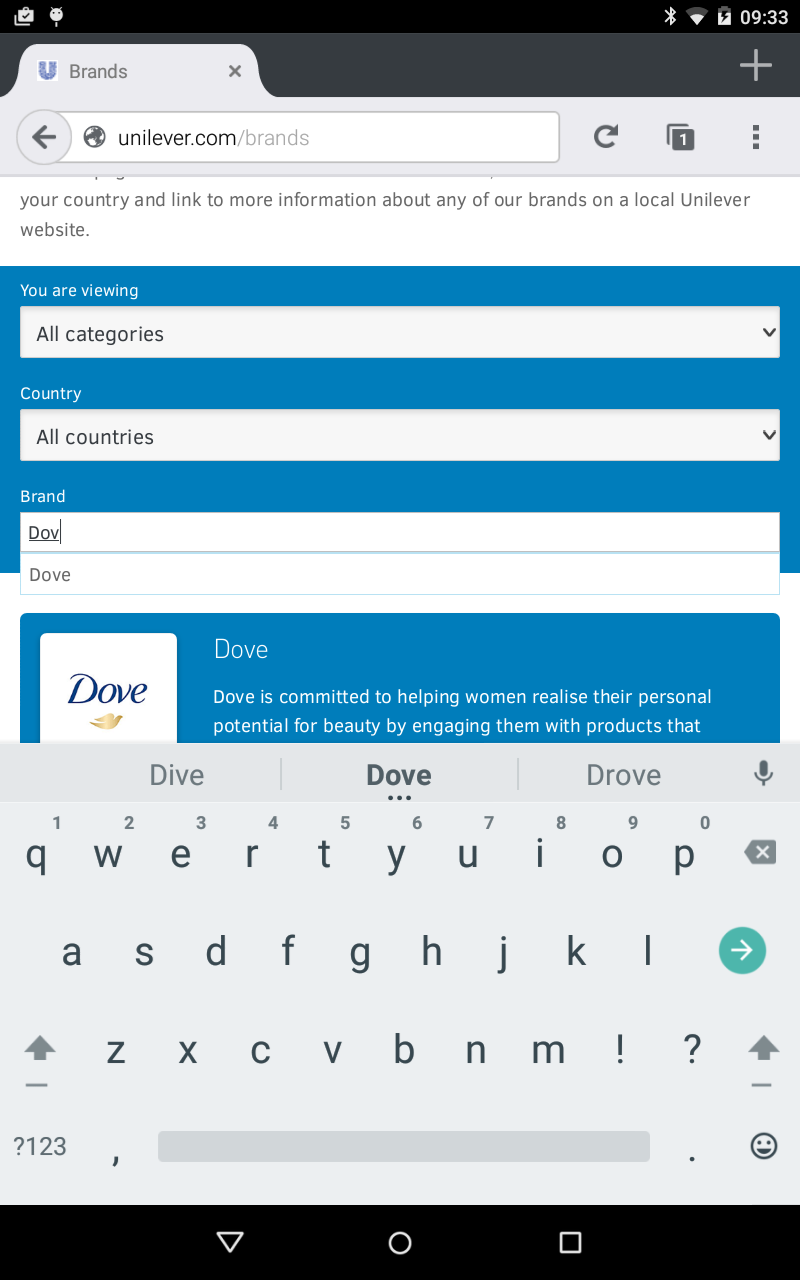 09:33
Brands
unilever.com/brands
1
your country and link to more information about any of our brands on a local Unilever
website.
You are viewing
All categories
Country
All countries
Brand
Dov
Dove
Dove
Dove
Dove is committed to helping women realise their personal
potential for beauty by engaging them with products that
Dive Dove Drove
1 2 3 4 5 6 7 8 9 0
q w e r t y u i o p
a s d f g h j k l
z x c v b n m ! ?
?123 , .